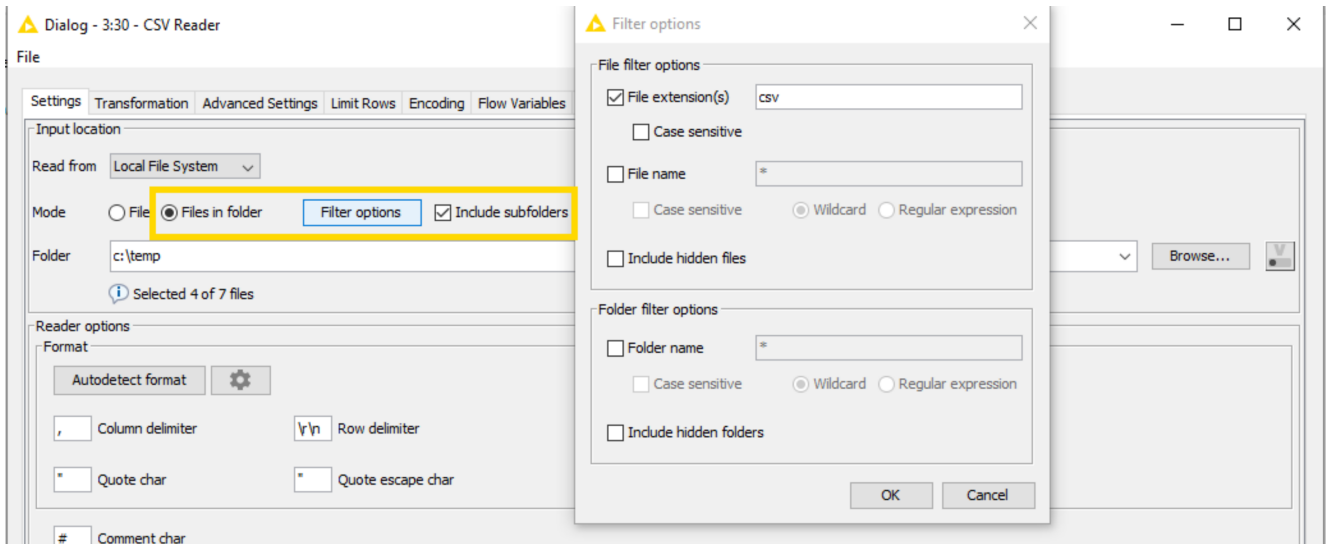 Dialog - 3:30 - CSV Reader
File
Settings Transformation Advanced Settings Limit Rows Encoding Flow Variables
Input location
Read from Local File System
Mode File Files in folder Filter options Include subfolders
Folder c:\temp Browse... V
Selected 4 of 7 files
Reader options
Format
Autodetect format
, Column delimiter \r\n Row delimiter
" Quote char " Quote escape char
# Comment char
Filter options
File filter options
File extension(s) csv
Case sensitive
File name *
Case sensitive Wildcard Regular expression
Include hidden files
Folder filter options
Folder name *
Case sensitive Wildcard Regular expression
Include hidden folders
OK Cancel